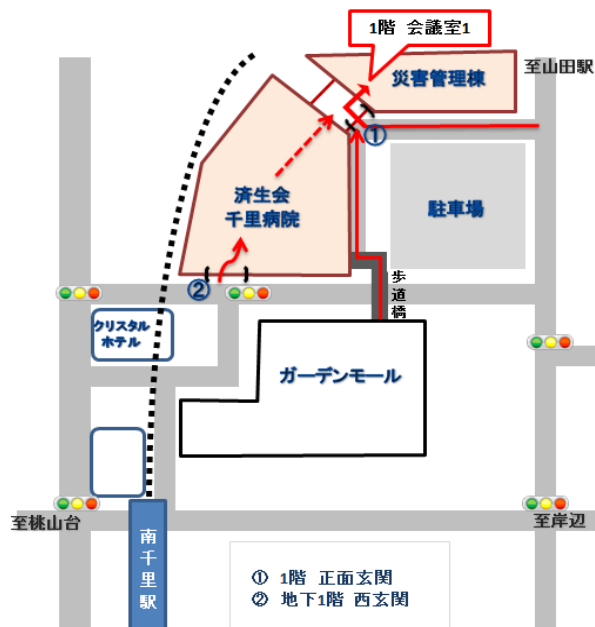 1階 会議室1
災害管理棟
至山田駅
①
済生会
千里病院
駐車場
②
歩道橋
クリスタル
ホテル
ガーデンモール
至桃山台
至岸辺
南千里駅
① 1階 正面玄関
② 地下1階 西玄関